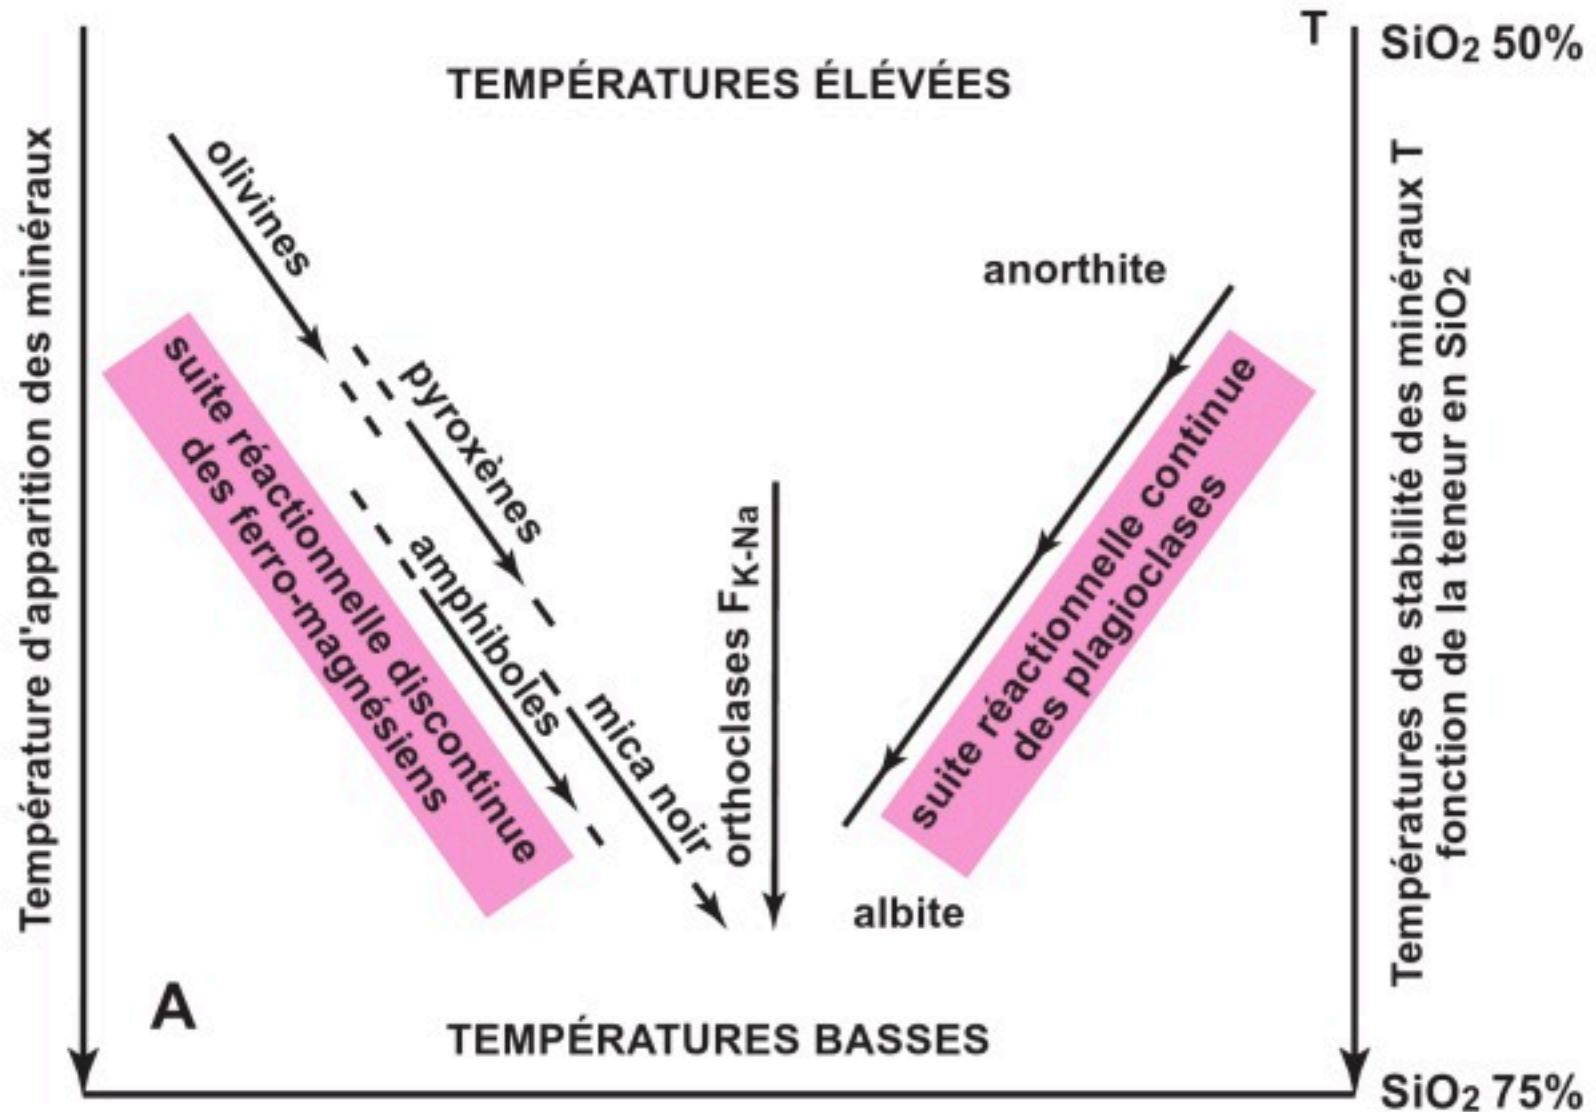 T
SiO₂ 50%
TEMPÉRATURES ÉLÉVÉES
Température d'apparition des minéraux
olivines
pyroxènes
amphiboles
mica noir
suite réactionnelle discontinue
des ferro-magnésiens
orthoclases F_K-Na
anorthite
suite réactionnelle continue
des plagioclases
albite
Températures de stabilité des minéraux T
fonction de la teneur en SiO₂
A
TEMPÉRATURES BASSES
SiO₂ 75%